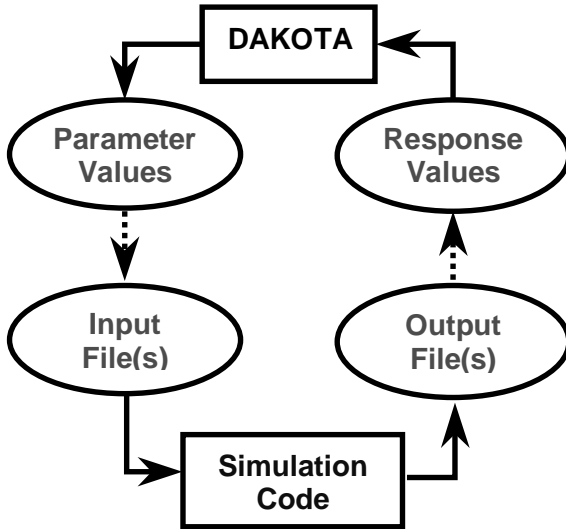 DAKOTA
Parameter
Values
Response
Values
Input
File(s)
Output
File(s)
Simulation
Code